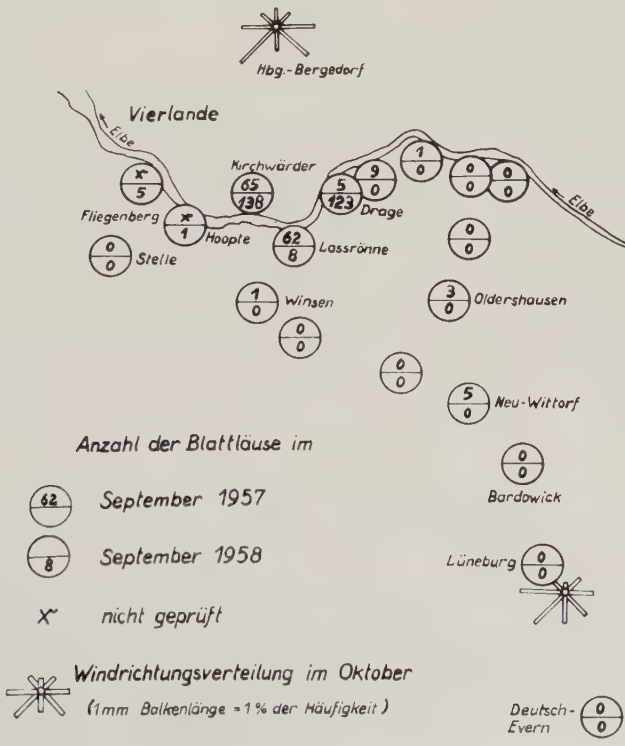 Hbg.-Bergedorf
Vierlande
Elbe
Kirchwärder
65
138
x
5
Fliegenberg
x
1
Hoopte
62
8
Lassrönne
5
123
Drage
9
0
1
0
0
0
0
0
Elbe
0
0
Stelle
0
0
1
0
Winsen
3
0
Oldershausen
0
0
0
0
5
0
Neu-Wittorf
0
0
Bardowick
Anzahl der Blattläuse im
62
September 1957
8
September 1958
x
nicht geprüft
Lüneburg
0
0
Windrichtungsverteilung im Oktober
(1mm Balkenlänge = 1% der Häufigkeit)
Deutsch-
Evern
0
0